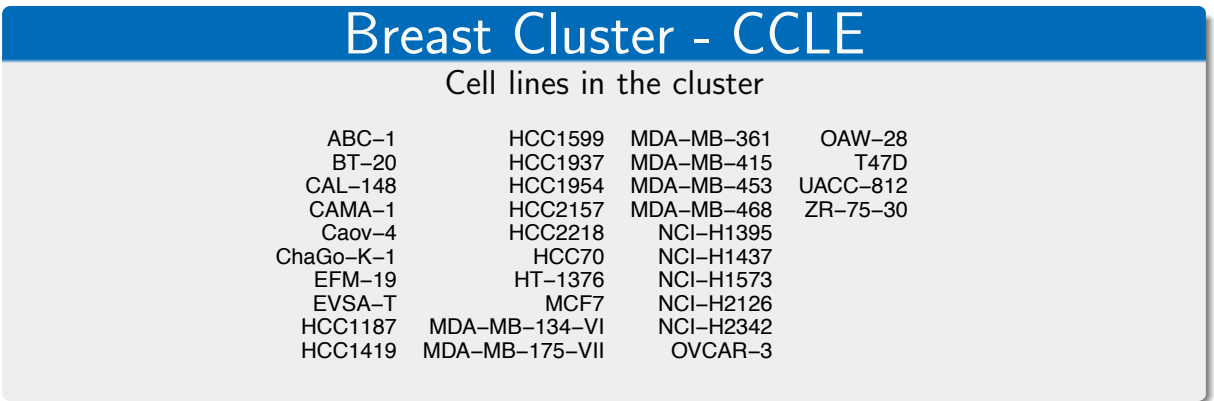 Breast Cluster - CCLE
Cell lines in the cluster
ABC−1 HCC1599 MDA−MB−361 OAW−28
BT−20 HCC1937 MDA−MB−415 T47D
CAL−148 HCC1954 MDA−MB−453 UACC−812
CAMA−1 HCC2157 MDA−MB−468 ZR−75−30
Caov−4 HCC2218 NCI−H1395
ChaGo−K−1 HCC70 NCI−H1437
EFM−19 HT−1376 NCI−H1573
EVSA−T MCF7 NCI−H2126
HCC1187 MDA−MB−134−VI NCI−H2342
HCC1419 MDA−MB−175−VII OVCAR−3